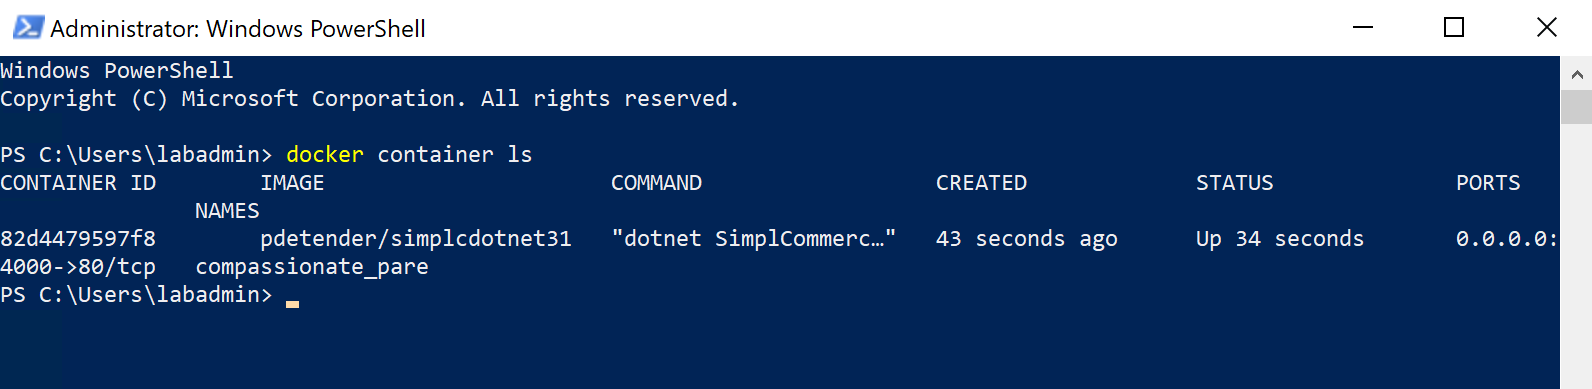 Administrator: Windows PowerShell
Windows PowerShell
Copyright (C) Microsoft Corporation. All rights reserved.
PS C:\Users\labadmin> docker container ls
CONTAINER ID        IMAGE                      COMMAND                  CREATED             STATUS              PORTS
               NAMES
82d4479597f8        pdetender/simplcdotnet31   "dotnet SimplCommerc…"   43 seconds ago      Up 34 seconds       0.0.0.0:
4000->80/tcp   compassionate_pare
PS C:\Users\labadmin>